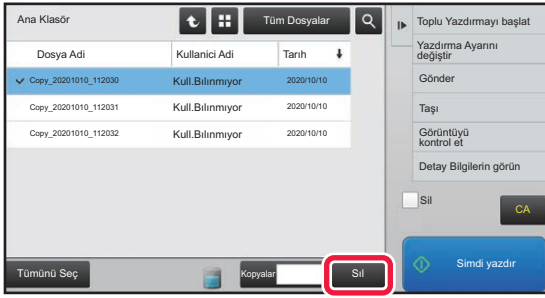 Ana Klasör
Tüm Dosyalar
Dosya Adi
Kullanici Adi
Tarıh
Copy_20201010_112030
Kull.Bılınmıyor
2020/10/10
Copy_20201010_112031
Kull.Bılınmıyor
2020/10/10
Copy_20201010_112032
Kull.Bılınmıyor
2020/10/10
Tümünü Seç
Kopyalar
Sıl
Toplu Yazdırmayı başlat
Yazdırma Ayarını
değiştir
Gönder
Taşı
Görüntüyü
kontrol et
Detay Bilgilerin görün
Sil
CA
Simdi yazdır